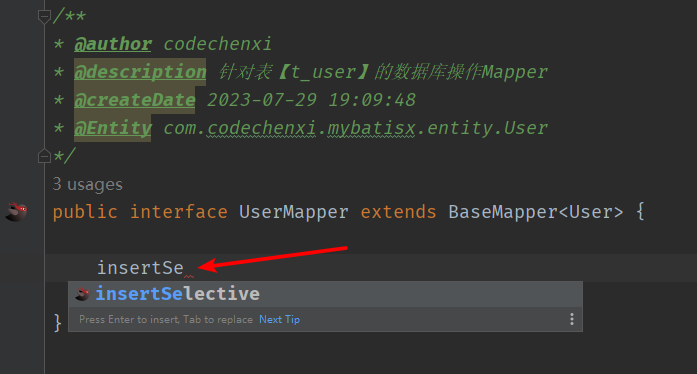 /**
* @author codechenxi
* @description 针对表【t_user】的数据库操作Mapper
* @createDate 2023-07-29 19:09:48
* @Entity com.codechenxi.mybatisx.entity.User
*/
3 usages
public interface UserMapper extends BaseMapper<User> {
insertSe
insertSelective
Press Enter to insert, Tab to replace Next Tip
}